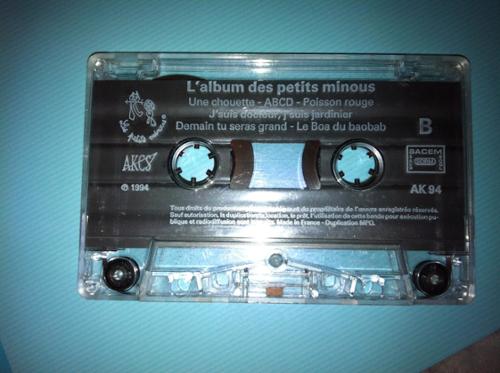 L'album des petits minous
Une chouette - ABCD - Poisson rouge
J'suis docteur, j'suis jardinier
Demain tu seras grand - Le Boa du baobab
B
les petits minous
AKES
© 1994
SACEM
AK 94
Tous droits du producteur et du propriétaire de l'œuvre enregistrée réservés.
Sauf autorisation, la duplication, la location, le prêt, l'utilisation de cette bande pour exécution pu-
blique et radiodiffusion sont interdits. Made in France - Duplication MPO.